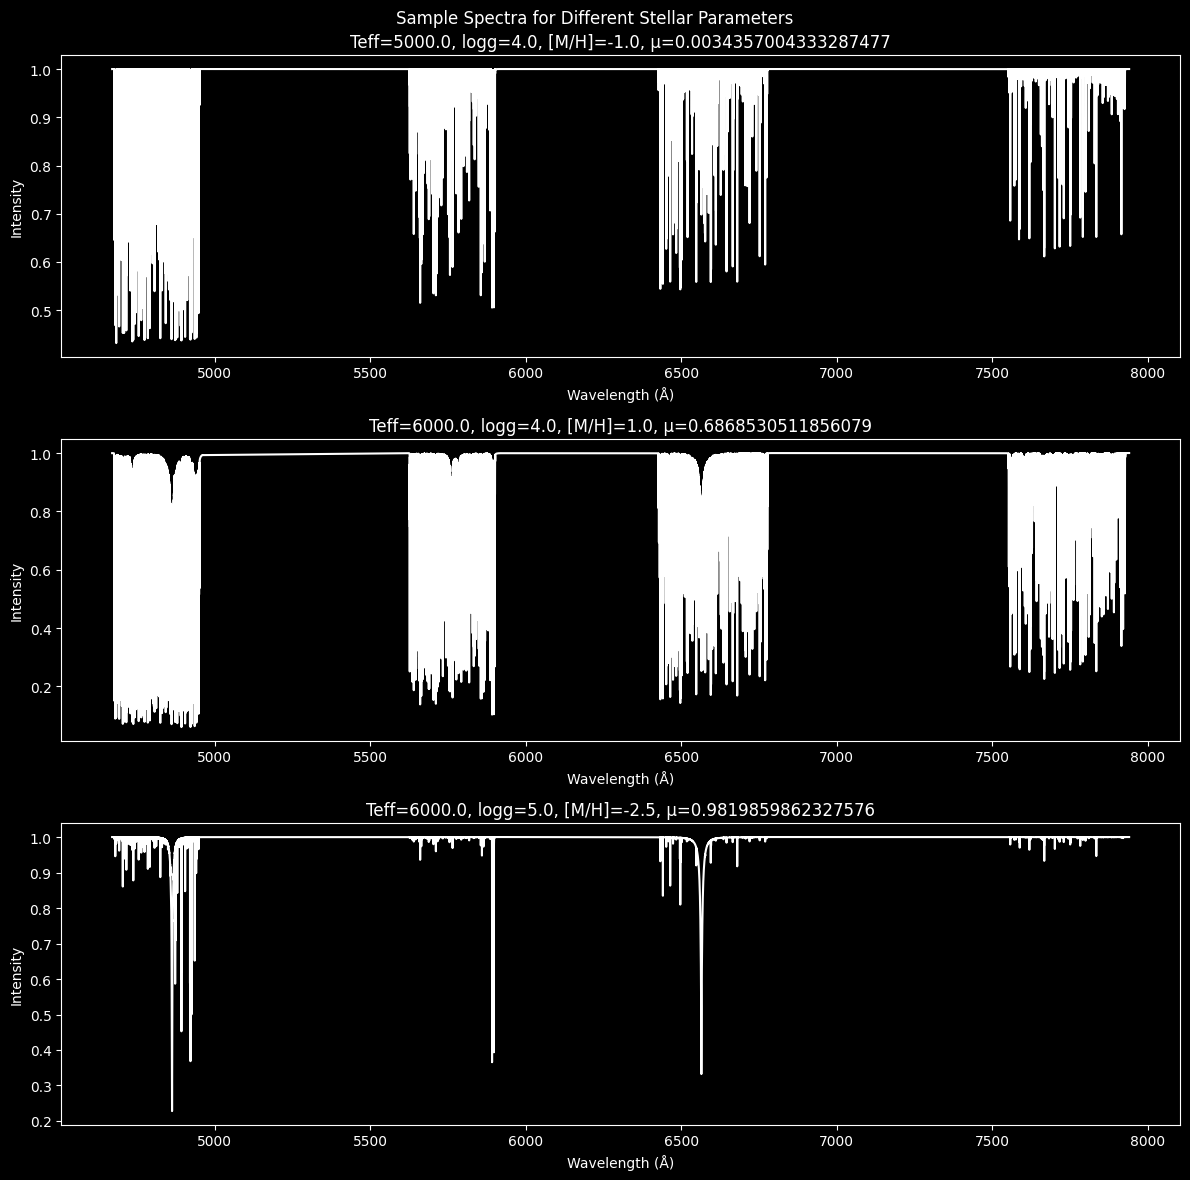 Sample Spectra for Different Stellar Parameters
Teff=5000.0, logg=4.0, [M/H]=-1.0, μ=0.0034357004333287477
1.0
0.9
0.8
0.7
0.6
0.5
Intensity
5000 5500 6000 6500 7000 7500 8000
Wavelength (Å)
Teff=6000.0, logg=4.0, [M/H]=1.0, μ=0.6868530511856079
1.0
0.8
0.6
0.4
0.2
Intensity
5000 5500 6000 6500 7000 7500 8000
Wavelength (Å)
Teff=6000.0, logg=5.0, [M/H]=-2.5, μ=0.9819859862327576
1.0
0.9
0.8
0.7
0.6
0.5
0.4
0.3
0.2
Intensity
5000 5500 6000 6500 7000 7500 8000
Wavelength (Å)